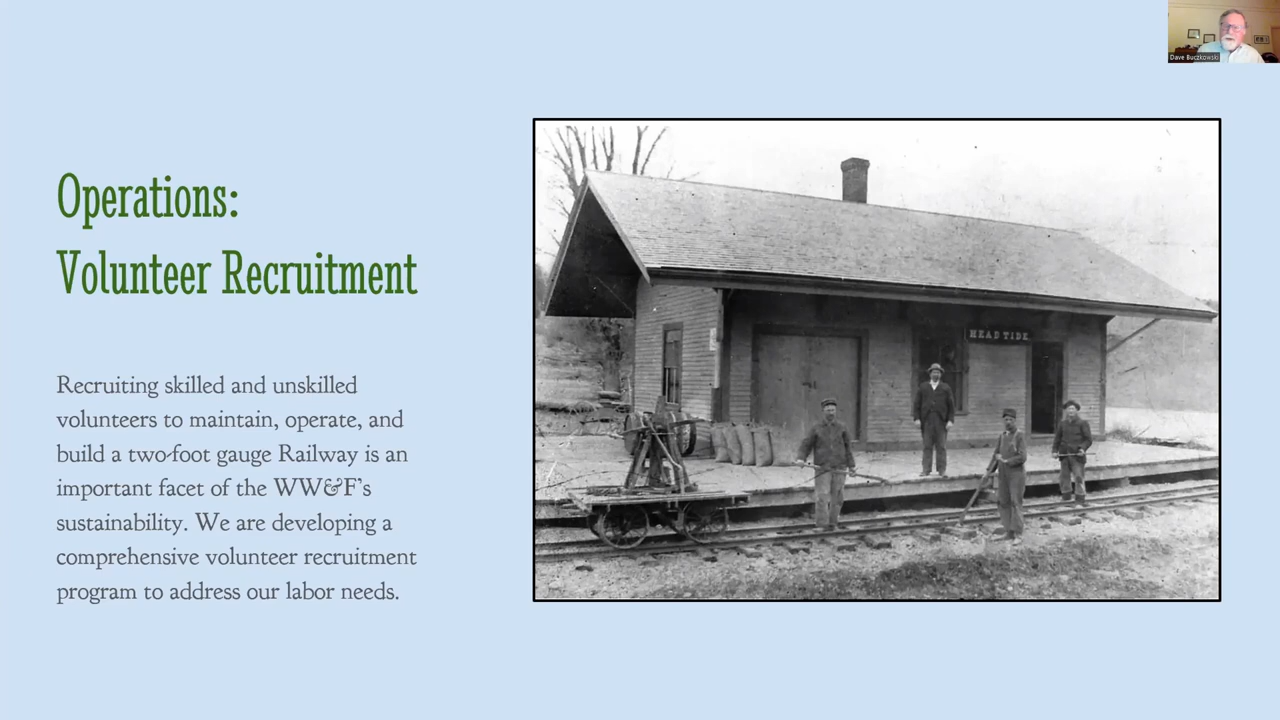 Dave Buczkowski
Operations:
Volunteer Recruitment
Recruiting skilled and unskilled
volunteers to maintain, operate, and
build a two-foot gauge Railway is an
important facet of the WW&F's
sustainability. We are developing a
comprehensive volunteer recruitment
program to address our labor needs.
HEAD TIDE